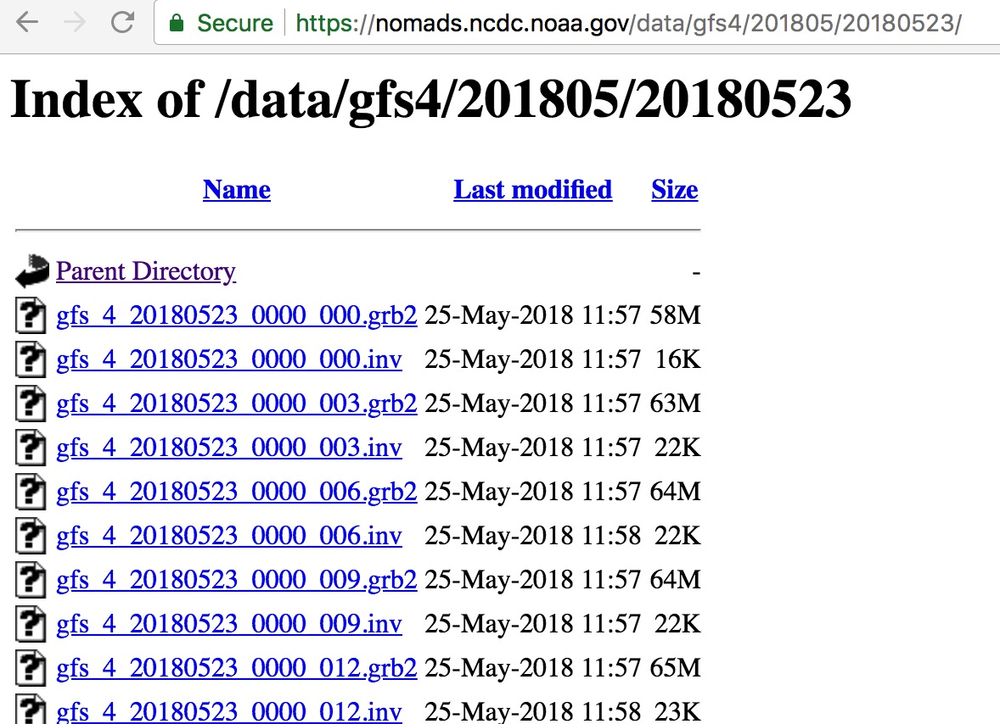 Secure https://nomads.ncdc.noaa.gov/data/gfs4/201805/20180523/
Index of /data/gfs4/201805/20180523
Name Last modified Size
Parent Directory -
gfs_4_20180523_0000_000.grb2 25-May-2018 11:57 58M
gfs_4_20180523_0000_000.inv 25-May-2018 11:57 16K
gfs_4_20180523_0000_003.grb2 25-May-2018 11:57 63M
gfs_4_20180523_0000_003.inv 25-May-2018 11:57 22K
gfs_4_20180523_0000_006.grb2 25-May-2018 11:57 64M
gfs_4_20180523_0000_006.inv 25-May-2018 11:58 22K
gfs_4_20180523_0000_009.grb2 25-May-2018 11:57 64M
gfs_4_20180523_0000_009.inv 25-May-2018 11:57 22K
gfs_4_20180523_0000_012.grb2 25-May-2018 11:57 65M
gfs_4_20180523_0000_012.inv 25-May-2018 11:58 23K